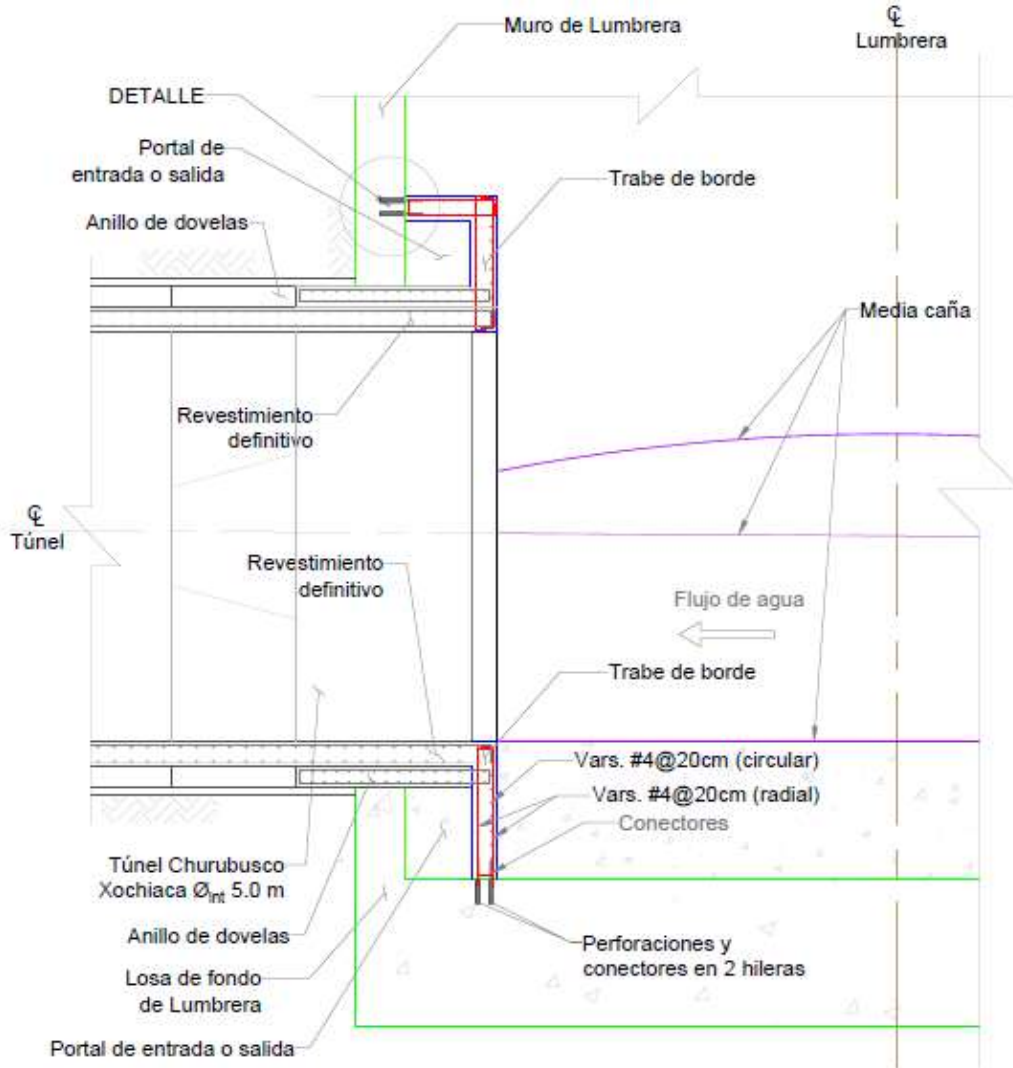 Muro de Lumbrera
℄
Lumbrera
DETALLE
Portal de
entrada o salida
Trabe de borde
Anillo de dovelas
Media caña
Revestimiento
definitivo
℄
Túnel
Revestimiento
definitivo
Flujo de agua
Trabe de borde
Vars. #4@20cm (circular)
Vars. #4@20cm (radial)
Conectores
Túnel Churubusco
Xochiaca Øint 5.0 m
Anillo de dovelas
Perforaciones y
conectores en 2 hileras
Losa de fondo
de Lumbrera
Portal de entrada o salida